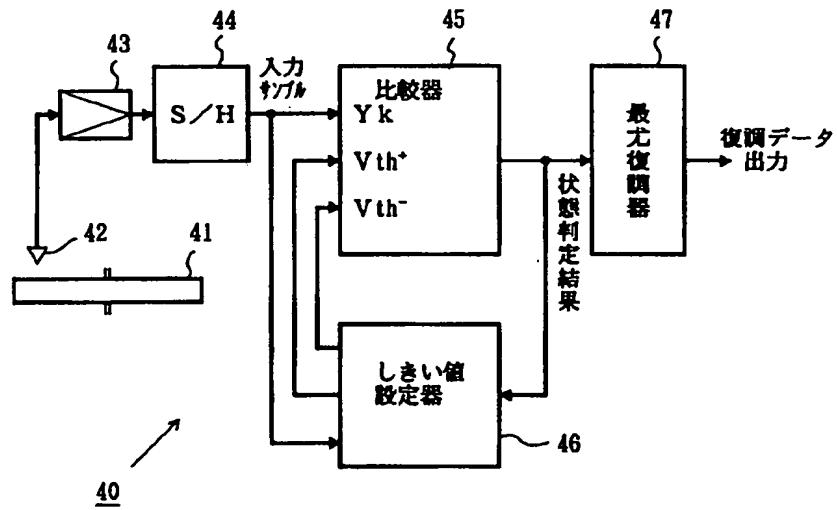 43
44
S/H
入力
サンプル
45
比較器
Yk
Vth⁺
Vth⁻
47
最尤復調器
復調データ
出力
状態判定結果
42
41
しきい値
設定器
46
40